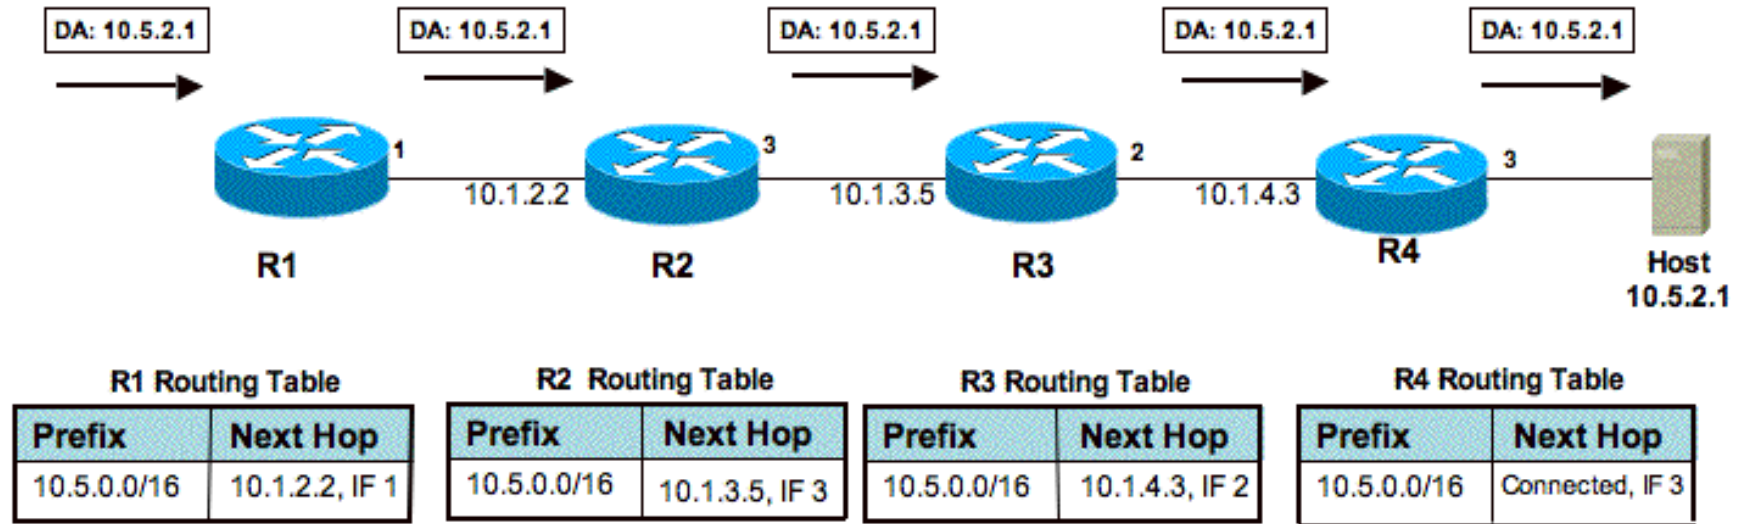 DA: 10.5.2.1 DA: 10.5.2.1 DA: 10.5.2.1 DA: 10.5.2.1 DA: 10.5.2.1
1 3 2 3
10.1.2.2 10.1.3.5 10.1.4.3
R1 R2 R3 R4 Host
10.5.2.1
R1 Routing Table
Prefix Next Hop
10.5.0.0/16 10.1.2.2, IF 1
R2 Routing Table
Prefix Next Hop
10.5.0.0/16 10.1.3.5, IF 3
R3 Routing Table
Prefix Next Hop
10.5.0.0/16 10.1.4.3, IF 2
R4 Routing Table
Prefix Next Hop
10.5.0.0/16 Connected, IF 3